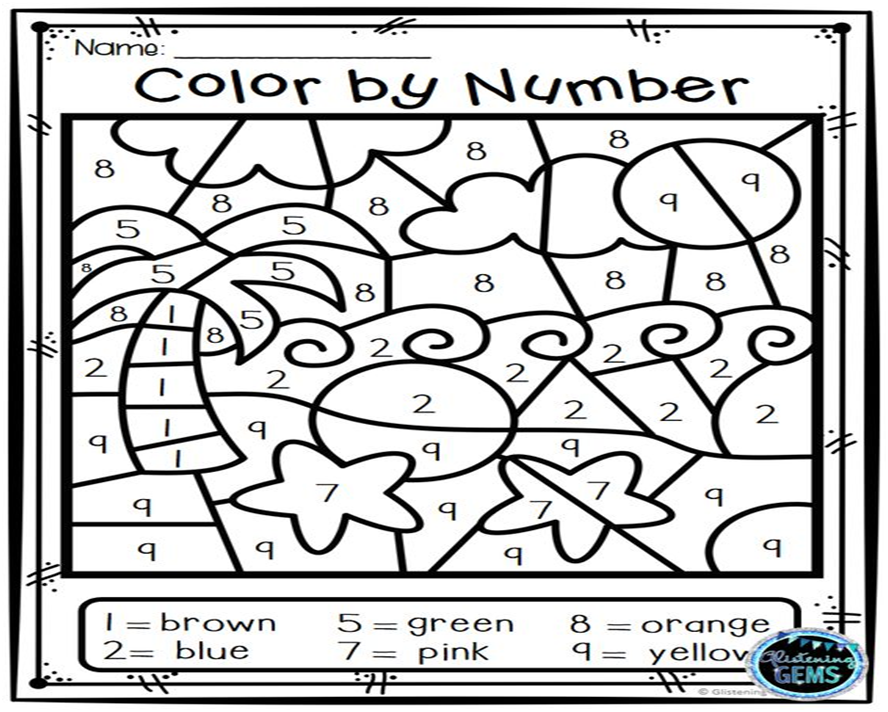 Name:
Color by Number
8 8 8
8 8 9 9
5 5 8
8 5 5 8 8 8 8
8 1 8 5
2 1 2 2 2 2
1 2 2 2 2 2
9 1 9 9 9
1
7 7 7 9
9 9
9 9 9 9
1 = brown 5 = green 8 = orange
2= blue 7 = pink 9 = yellow
Glistening
GEMS
© Glistening